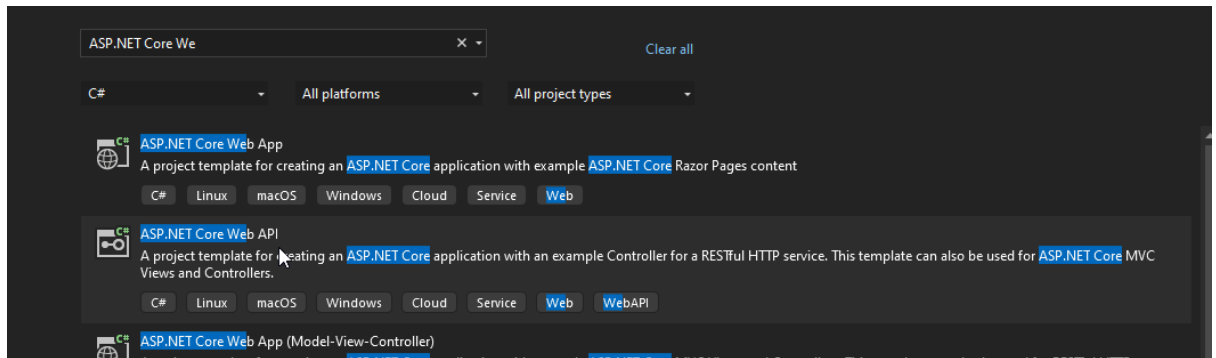 ASP.NET Core We
Clear all
C# All platforms All project types
C#
ASP.NET Core Web App
A project template for creating an ASP.NET Core application with example ASP.NET Core Razor Pages content
C# Linux macOS Windows Cloud Service Web
C#
ASP.NET Core Web API
A project template for creating an ASP.NET Core application with an example Controller for a RESTful HTTP service. This template can also be used for ASP.NET Core MVC
Views and Controllers.
C# Linux macOS Windows Cloud Service Web WebAPI
C#
ASP.NET Core Web App (Model-View-Controller)